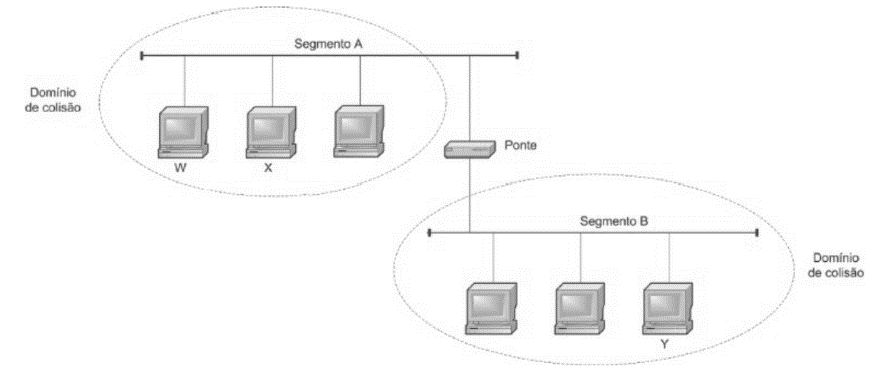 Segmento A
Domínio
de colisão
W
X
Ponte
Segmento B
Domínio
de colisão
Y